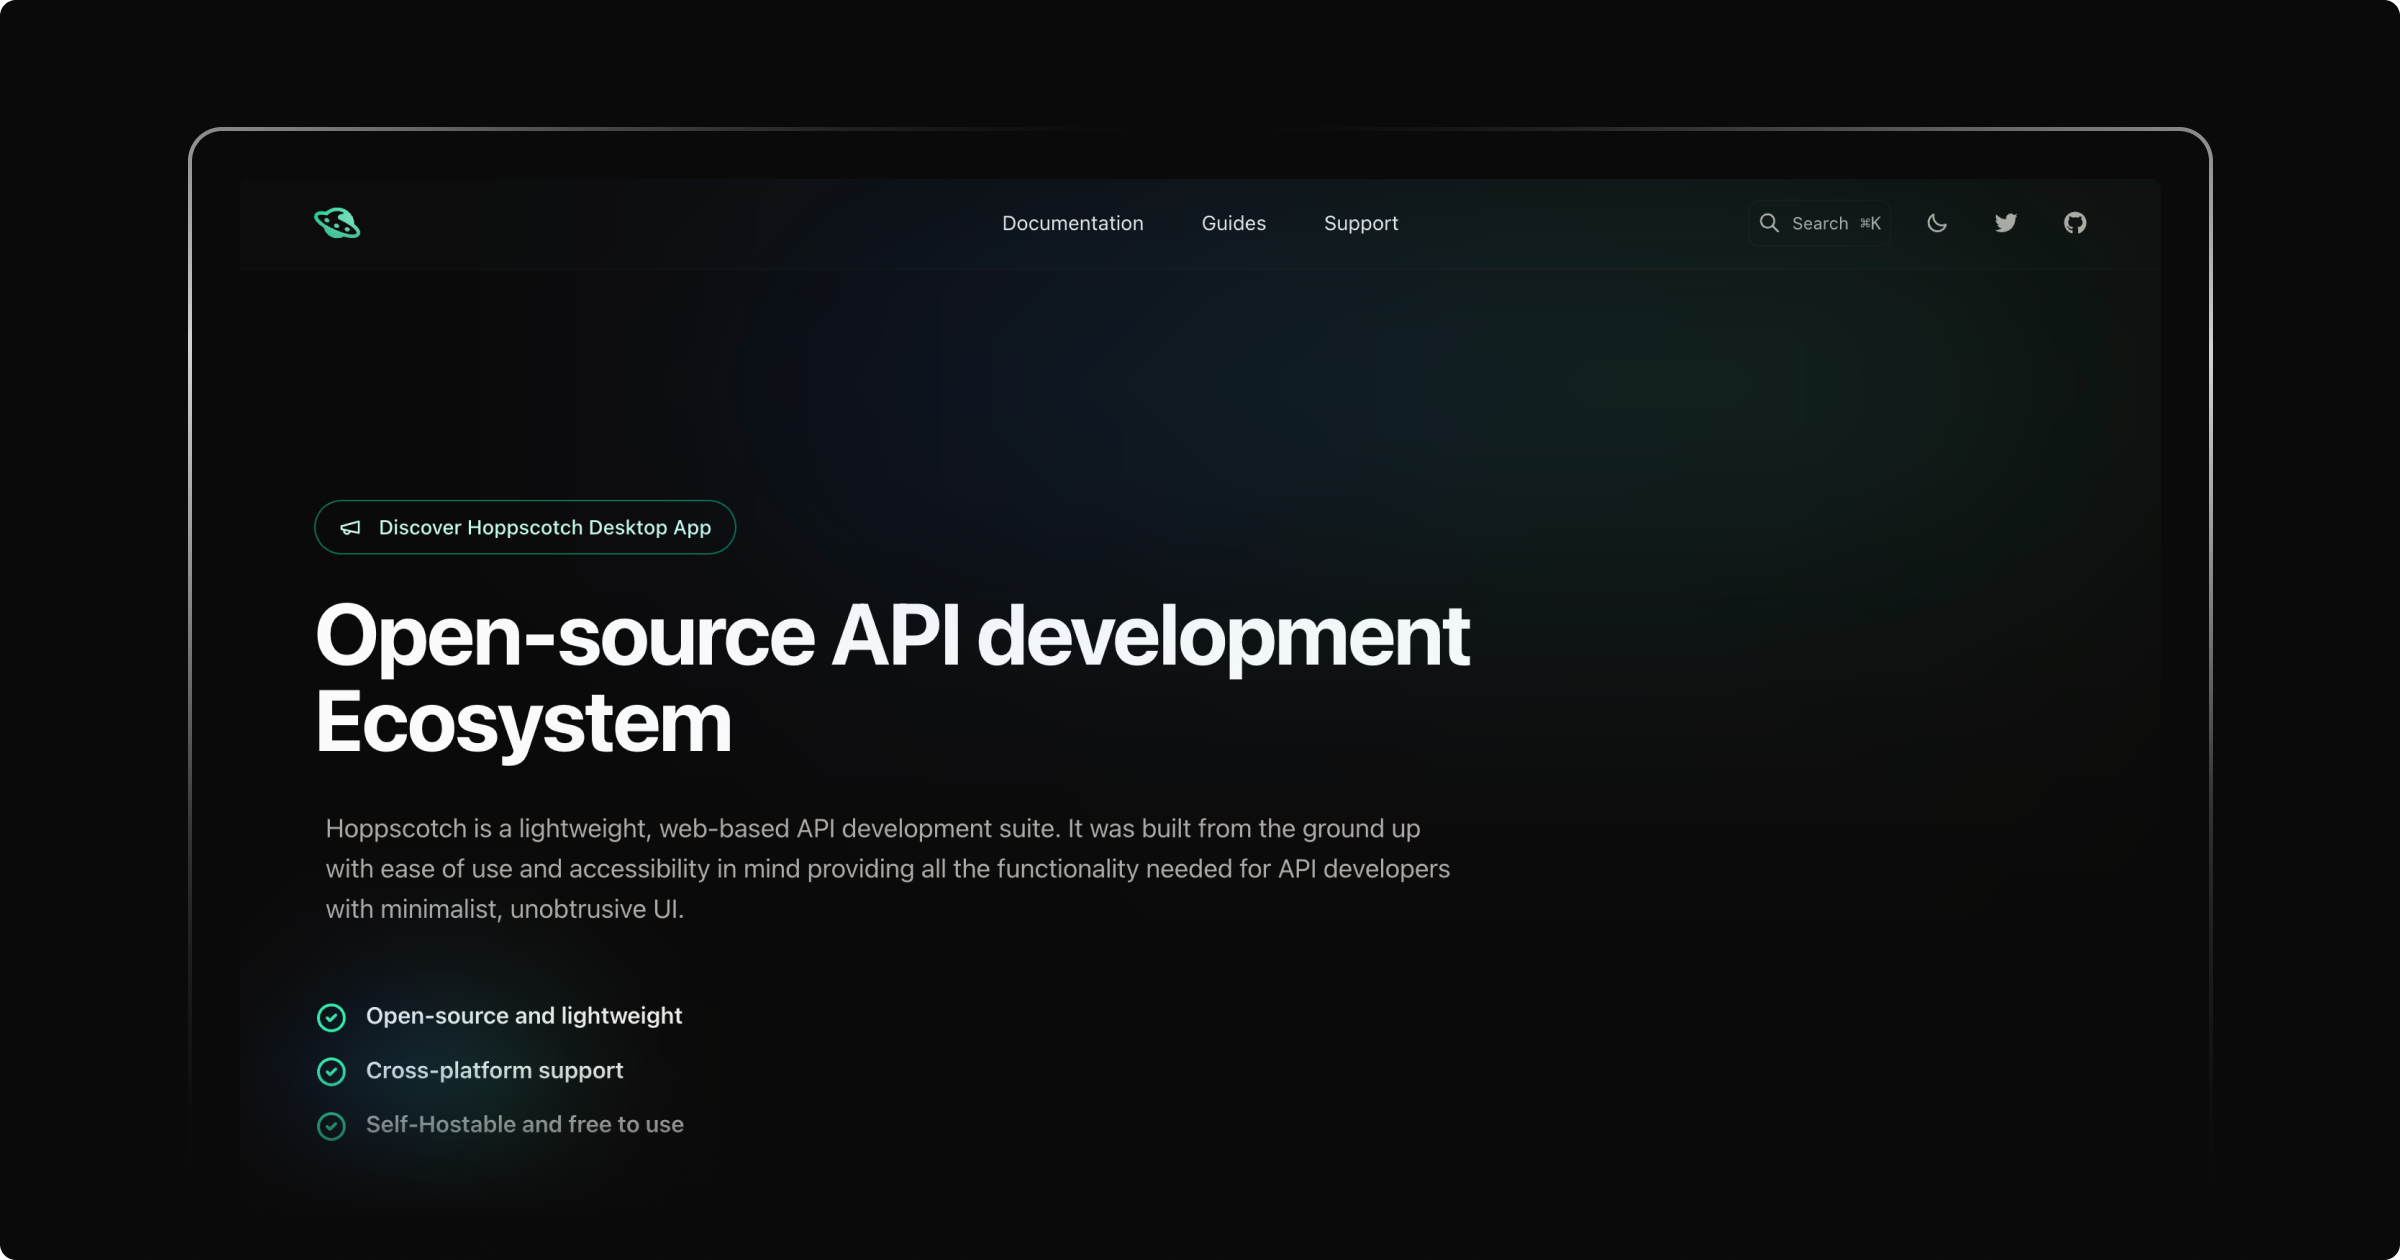 Documentation Guides Support Search ⌘K
Discover Hoppscotch Desktop App
Open-source API development
Ecosystem
Hoppscotch is a lightweight, web-based API development suite. It was built from the ground up
with ease of use and accessibility in mind providing all the functionality needed for API developers
with minimalist, unobtrusive UI.
Open-source and lightweight
Cross-platform support
Self-Hostable and free to use